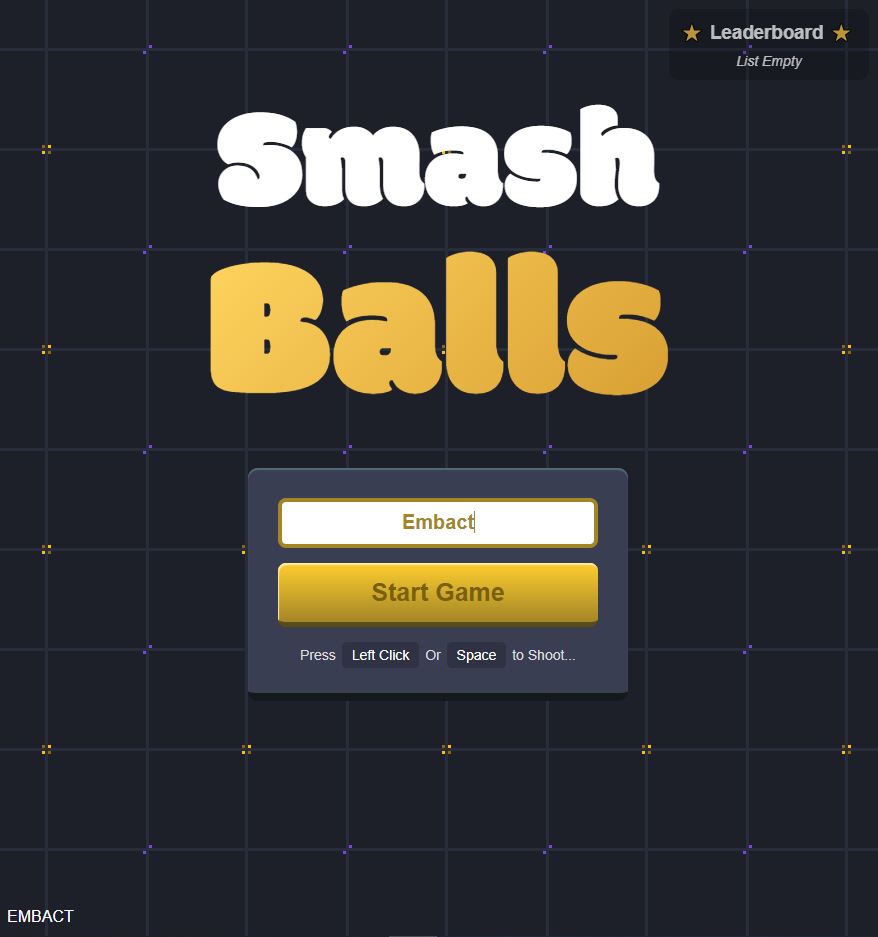 ★ Leaderboard ★
List Empty
Smash
Balls
Embact
Start Game
Press Left Click Or Space to Shoot...
EMBACT